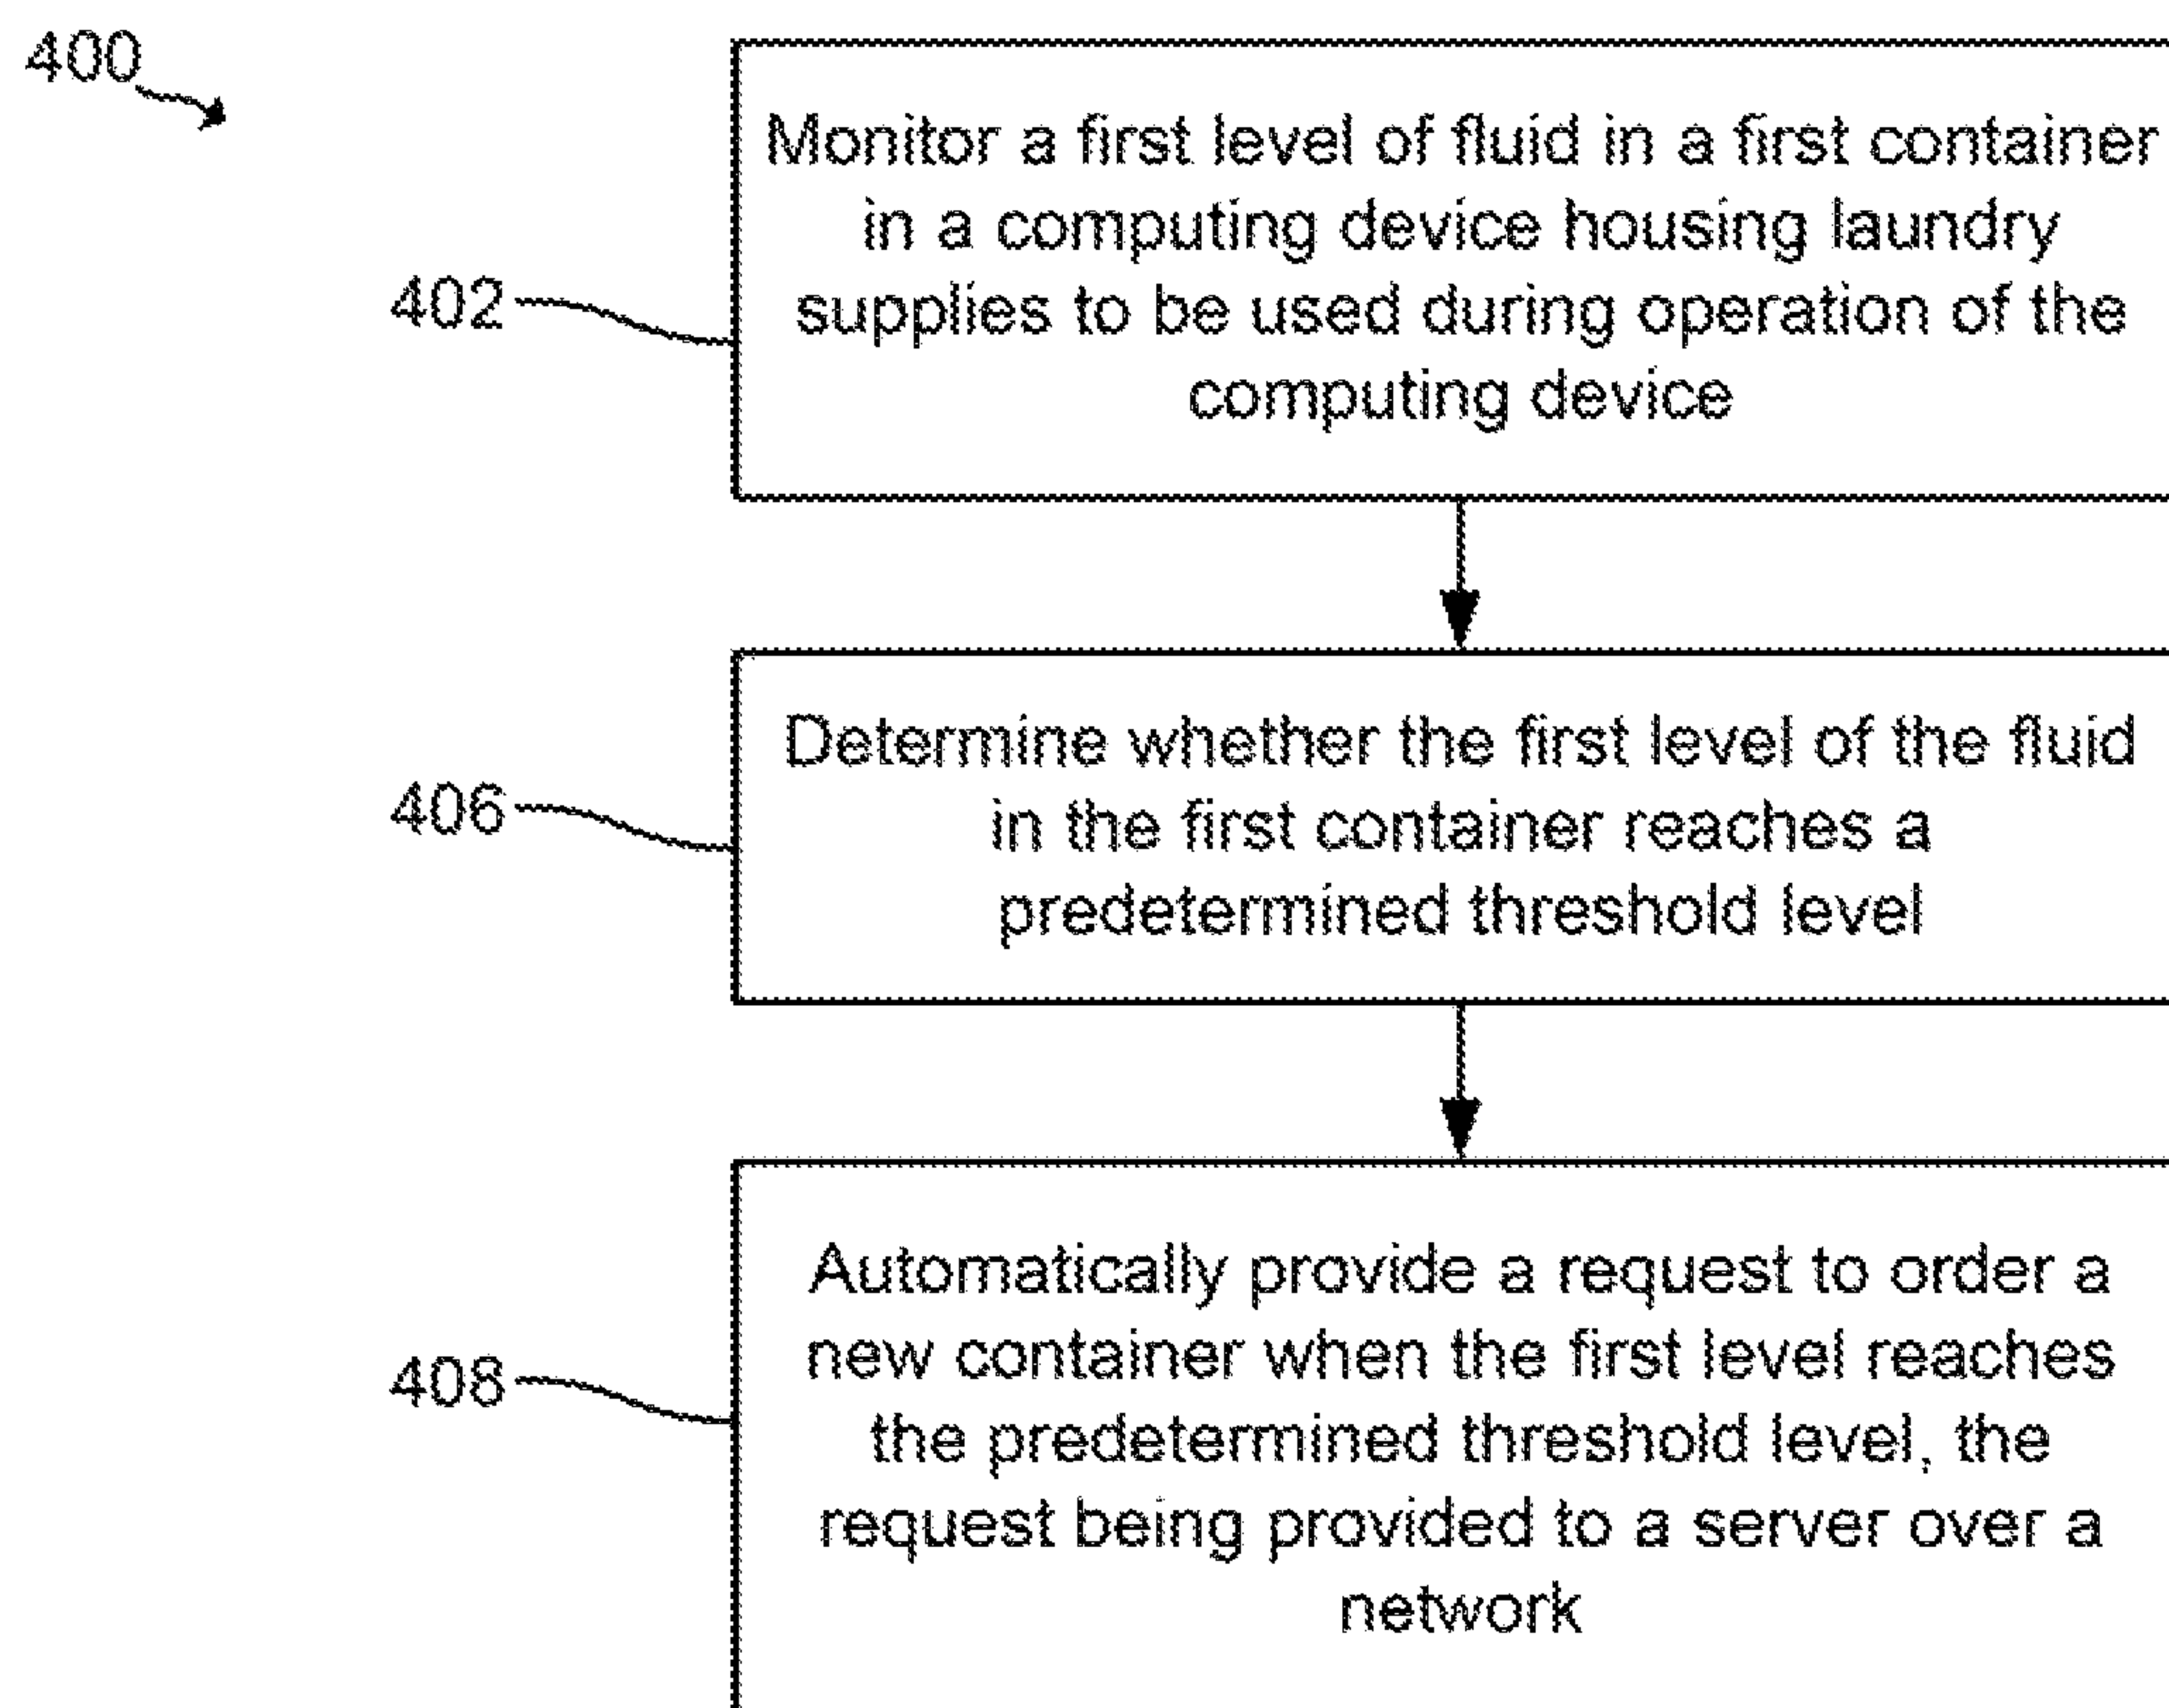 400
Monitor a first level of fluid in a first container
in a computing device housing laundry
supplies to be used during operation of the
computing device
402
Determine whether the first level of the fluid
in the first container reaches a
predetermined threshold level
406
Automatically provide a request to order a
new container when the first level reaches
the predetermined threshold level, the
request being provided to a server over a
network
408